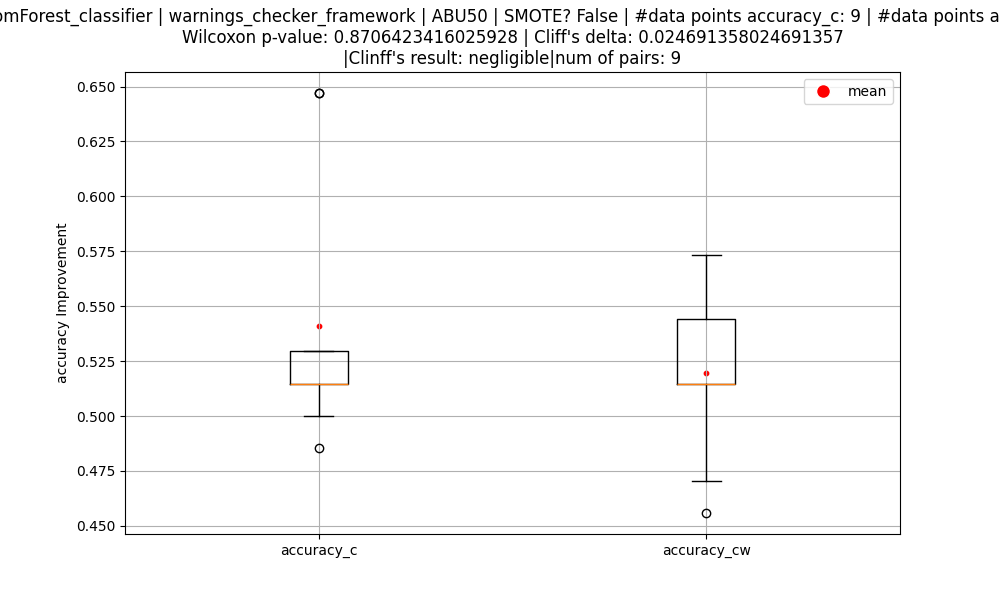 omForest_classifier | warnings_checker_framework | ABU50 | SMOTE? False | #data points accuracy_c: 9 | #data points a
Wilcoxon p-value: 0.8706423416025928 | Cliff's delta: 0.024691358024691357
|Clinff's result: negligible|num of pairs: 9
mean
0.650
0.625
0.600
0.575
0.550
0.525
0.500
0.475
0.450
accuracy Improvement
accuracy_c
accuracy_cw